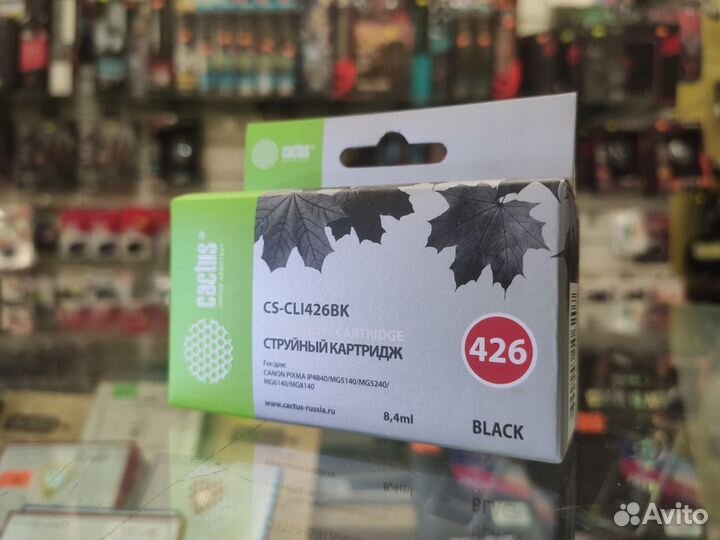 cactus
cactus
CS-CLI426BK
CARTRIDGE
СТРУЙНЫЙ КАРТРИДЖ
For/для:
CANON PIXMA IP4840/MG5140/MG5240/
MG6140/MG8140
www.cactus-russia.ru
8,4ml
426
BLACK
Avito